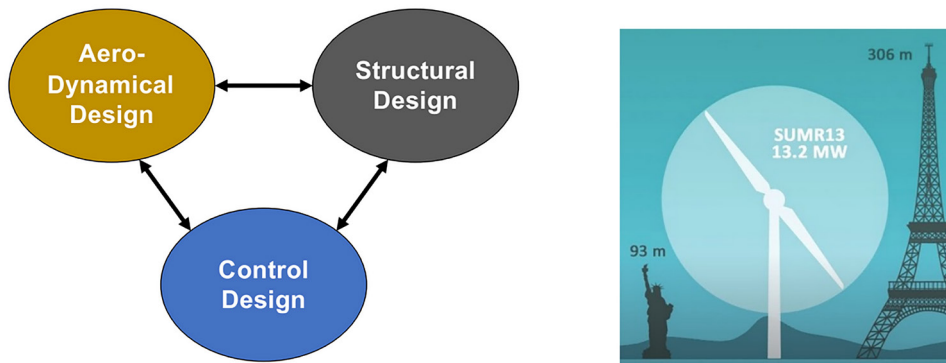 Aero-
Dynamical
Design
Structural
Design
Control
Design
306 m
SUMR13
13.2 MW
93 m